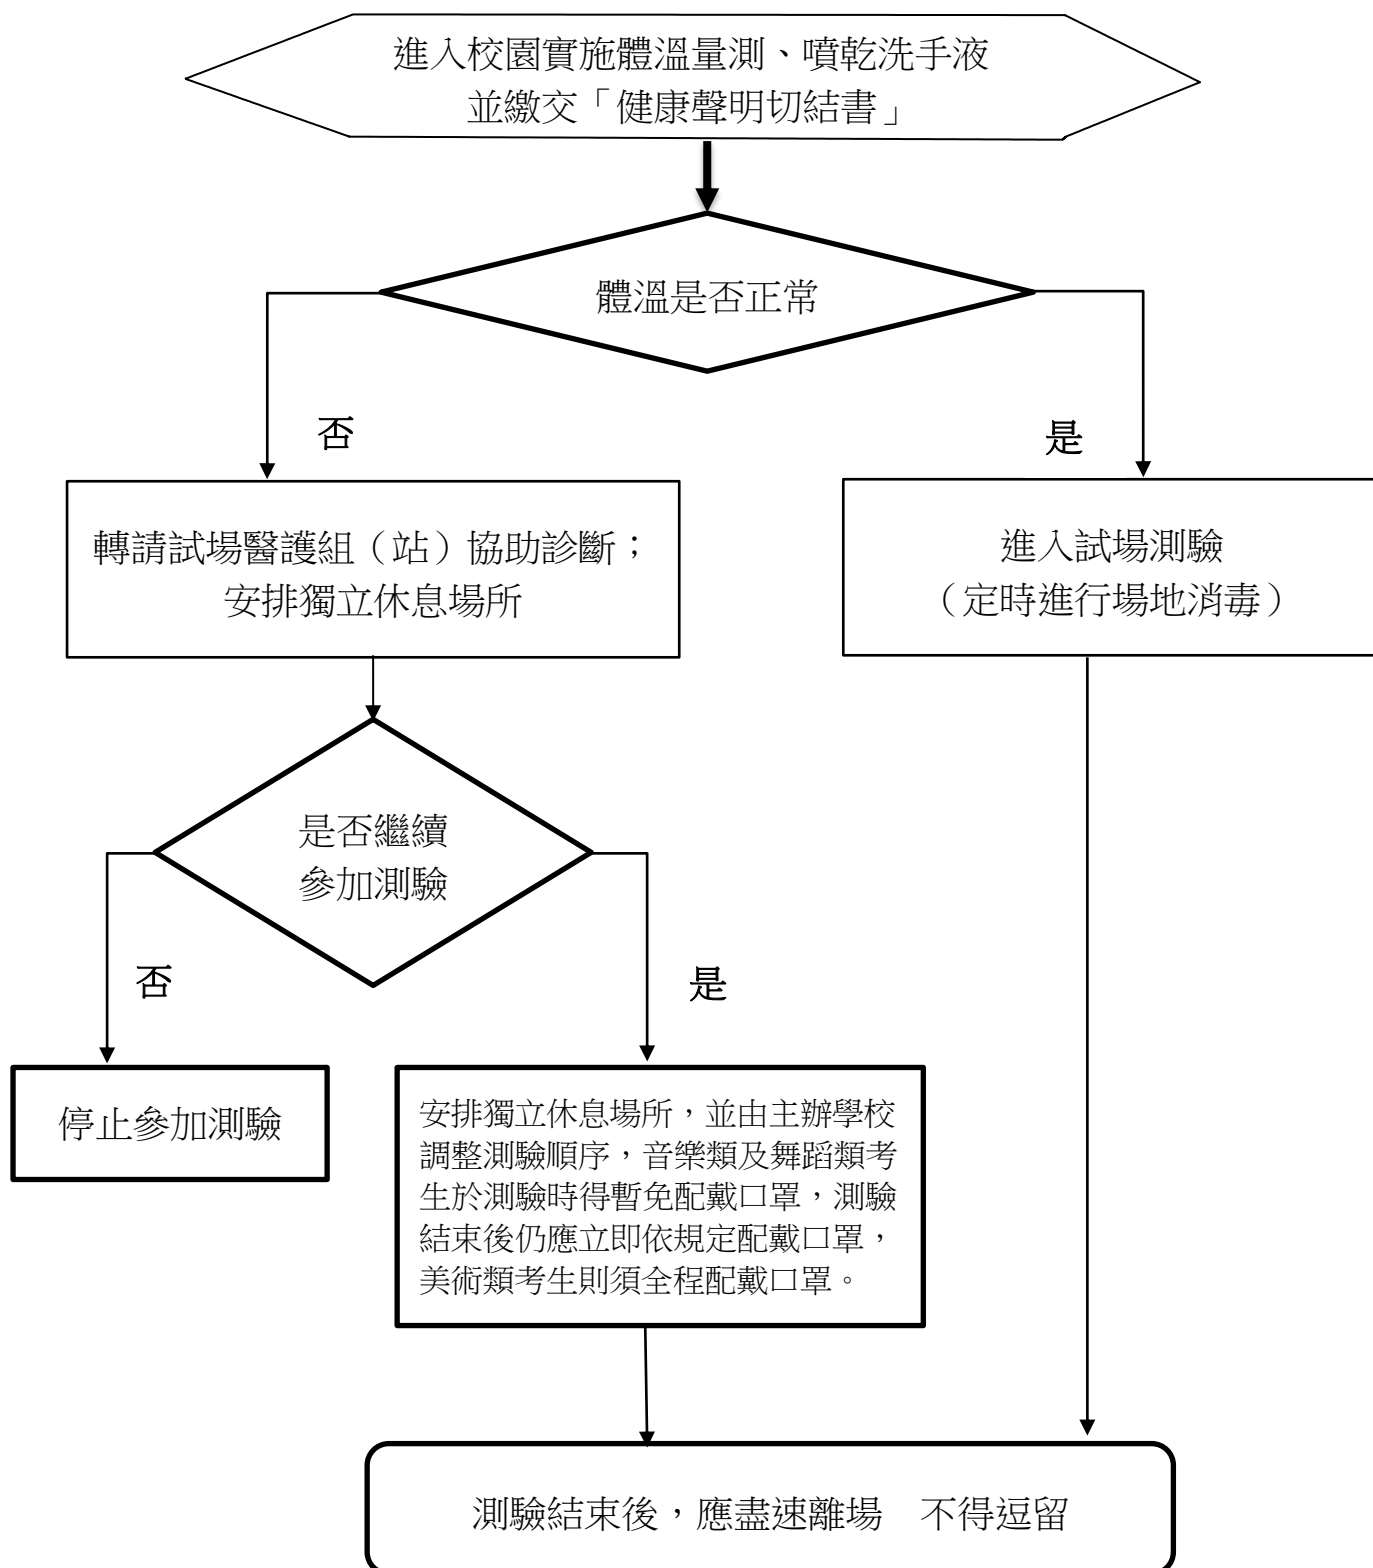 進入校園實施體溫量測、噴乾洗手液
並繳交「健康聲明切結書」
體溫是否正常
否
是
轉請試場醫護組（站）協助診斷；
安排獨立休息場所
進入試場測驗
（定時進行場地消毒）
是否繼續
參加測驗
否
是
停止參加測驗
安排獨立休息場所，並由主辦學校
調整測驗順序，音樂類及舞蹈類考
生於測驗時得暫免配戴口罩，測驗
結束後仍應立即依規定配戴口罩，
美術類考生則須全程配戴口罩。
測驗結束後，應盡速離場　不得逗留